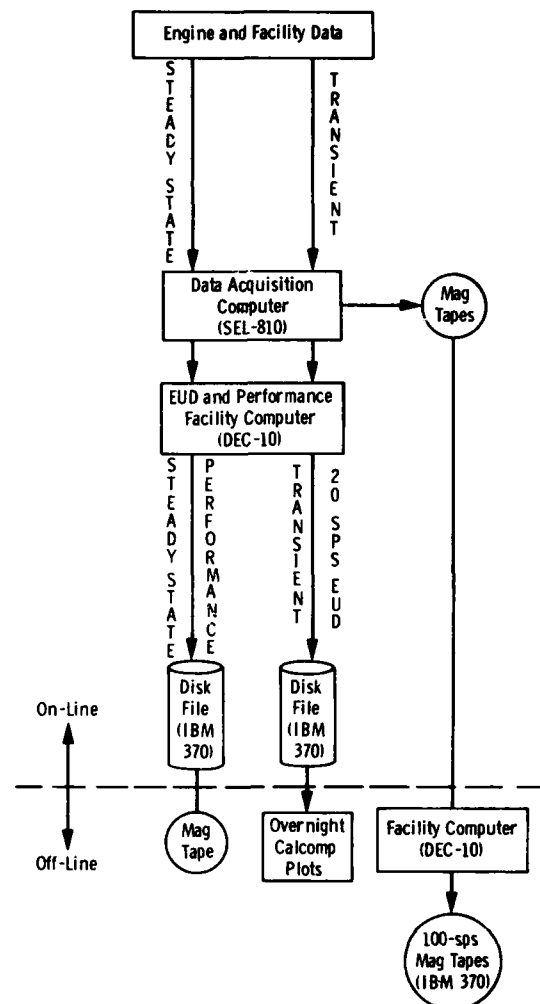 Engine and Facility Data
STEADY STATE
TRANSIENT
Data Acquisition
Computer
(SEL-810)
Mag
Tapes
EUD and Performance
Facility Computer
(DEC-10)
STEADY STATE
PERFORMANCE
TRANSIENT
20 SPS EUD
Disk
File
(IBM
370)
Disk
File
(IBM
370)
On-Line
Off-Line
Mag
Tape
Overnight
Calcomp
Plots
Facility Computer
(DEC-10)
100-sps
Mag Tapes
(IBM 370)